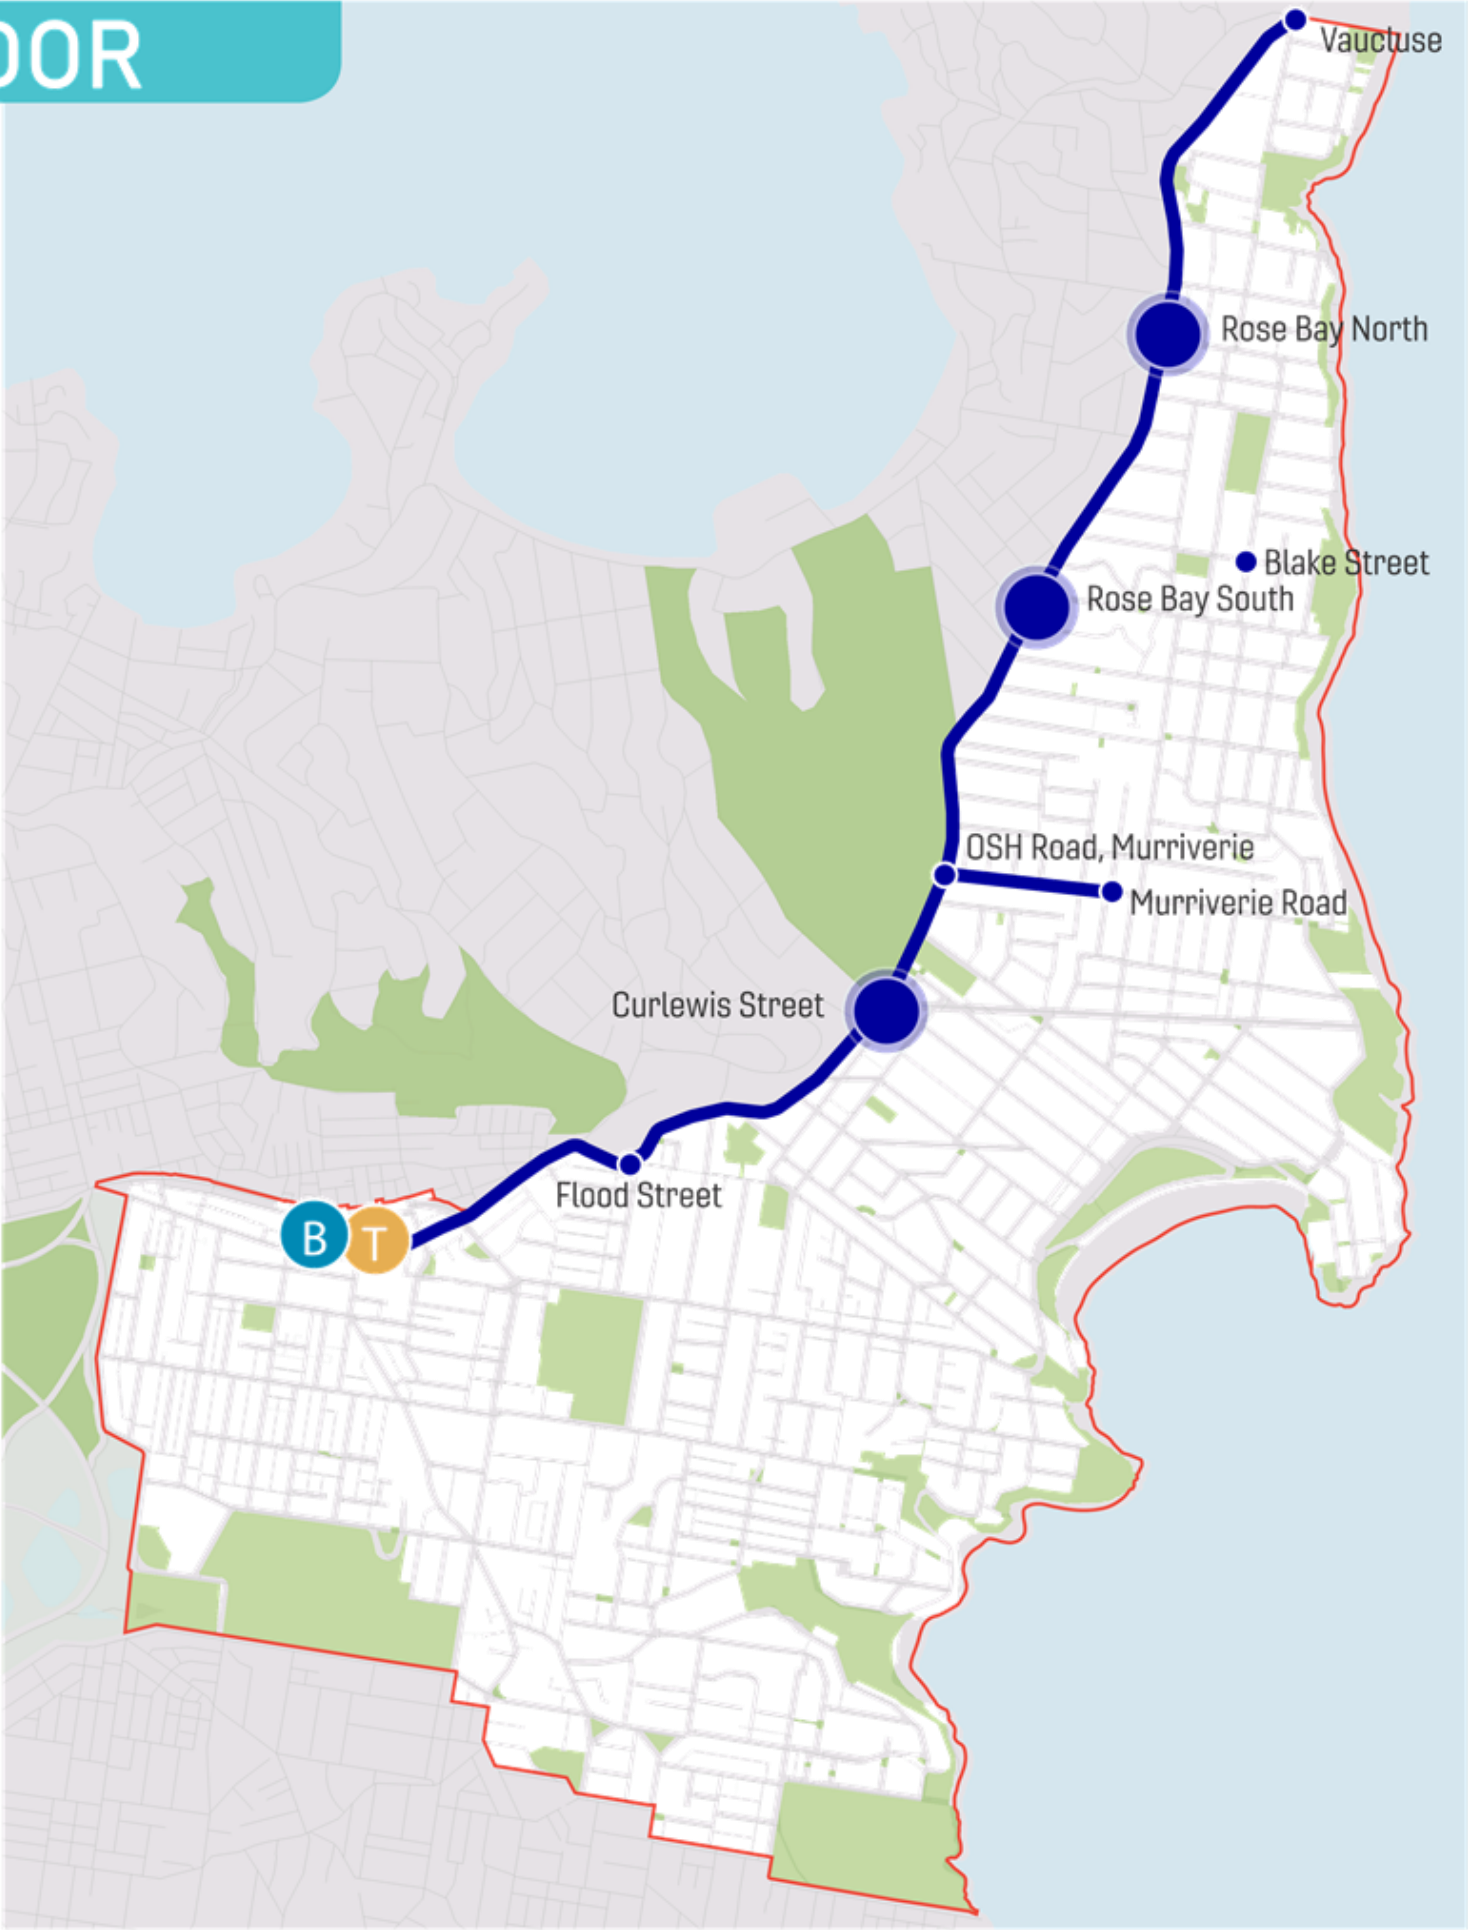 OOR
Vaucluse
Rose Bay North
Blake Street
Rose Bay South
OSH Road, Murriverie
Murriverie Road
Curlewis Street
Flood Street
B T